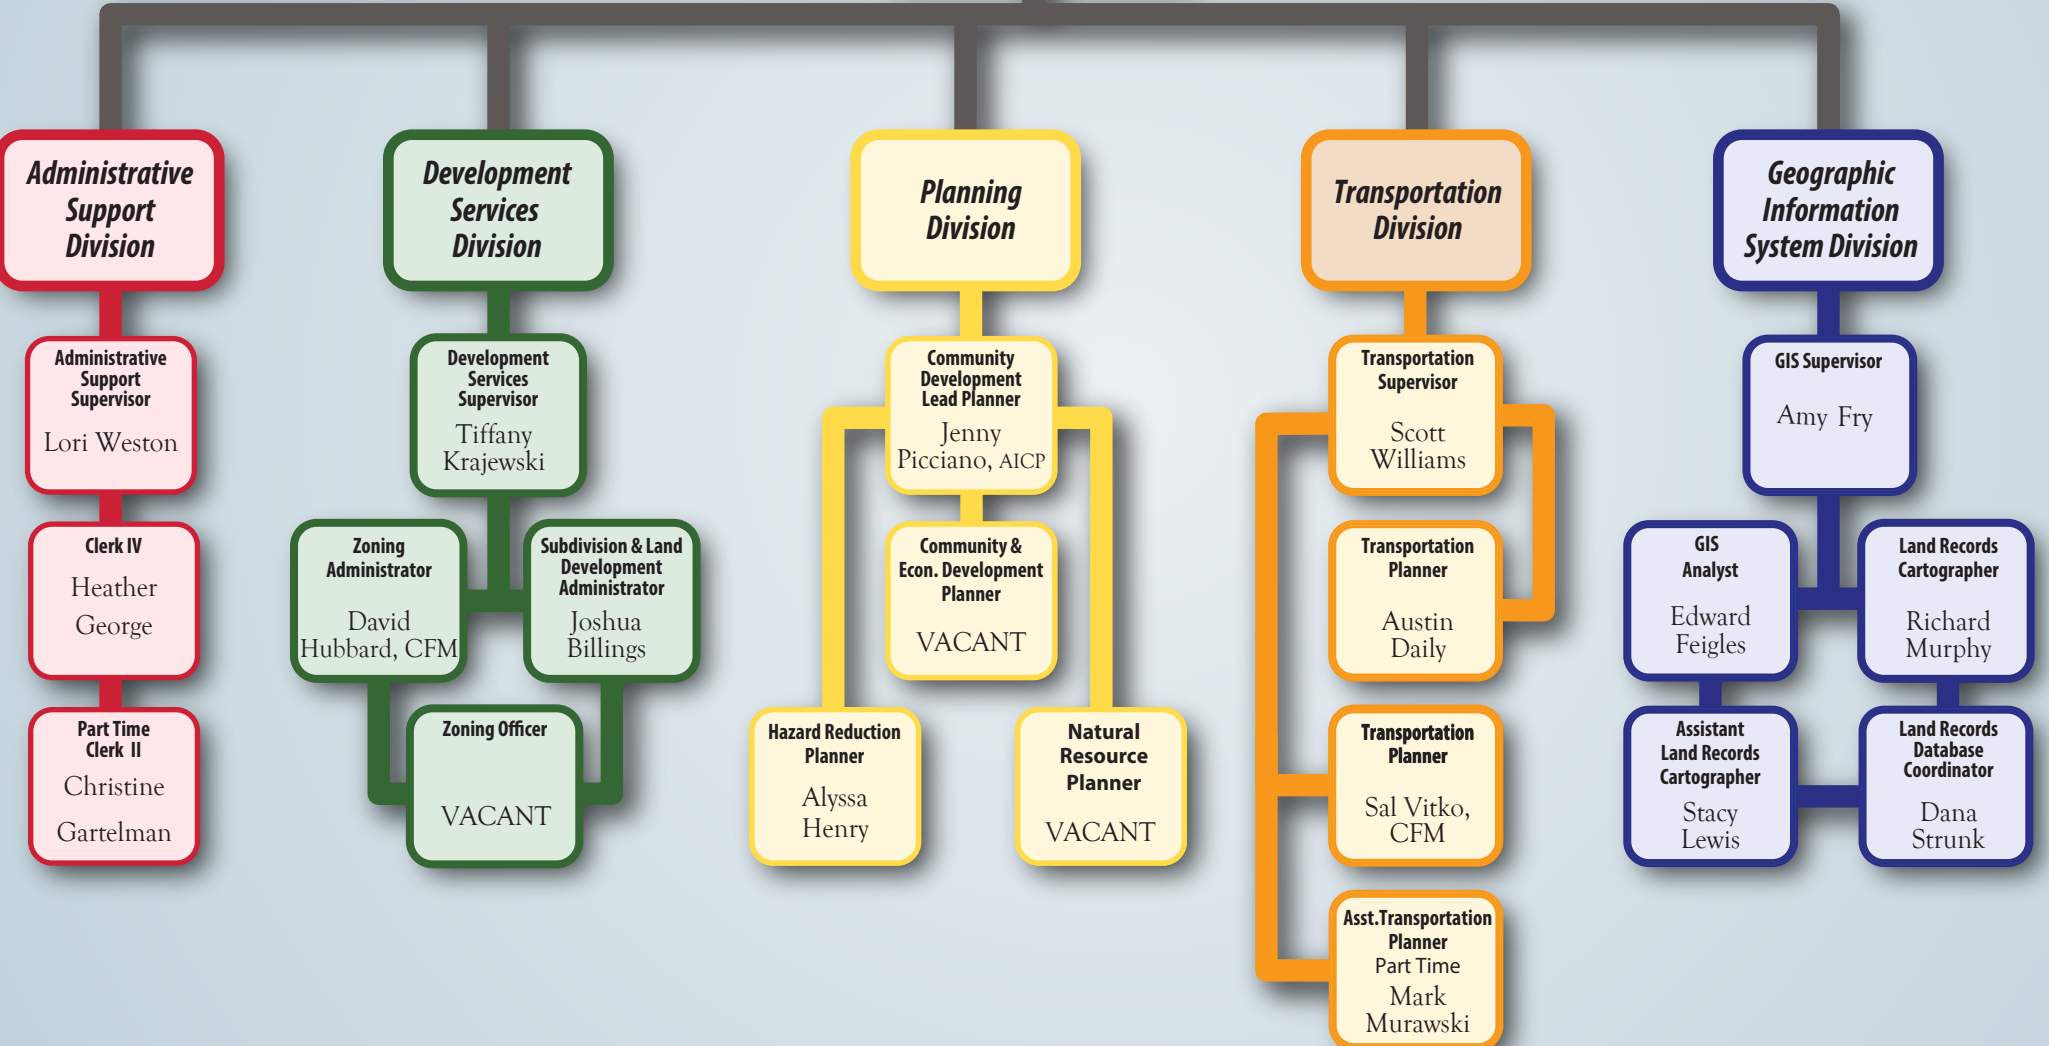 Administrative
Support
Division
Development
Services
Division
Planning
Division
Transportation
Division
Geographic
Information
System Division
Administrative
Support
Supervisor
Lori Weston
Clerk IV
Heather
George
Part Time
Clerk II
Christine
Gartelman
Development
Services
Supervisor
Tiffany
Krajewski
Zoning
Administrator
David
Hubbard, CFM
Subdivision & Land
Development
Administrator
Joshua
Billings
Zoning Officer
VACANT
Community
Development
Lead Planner
Jenny
Picciano, AICP
Community &
Econ. Development
Planner
VACANT
Hazard Reduction
Planner
Alyssa
Henry
Natural
Resource
Planner
VACANT
Transportation
Supervisor
Scott
Williams
Transportation
Planner
Austin
Daily
Transportation
Planner
Sal Vitko,
CFM
Asst.Transportation
Planner
Part Time
Mark
Murawski
GIS Supervisor
Amy Fry
GIS
Analyst
Edward
Feigles
Land Records
Cartographer
Richard
Murphy
Assistant
Land Records
Cartographer
Stacy
Lewis
Land Records
Database
Coordinator
Dana
Strunk